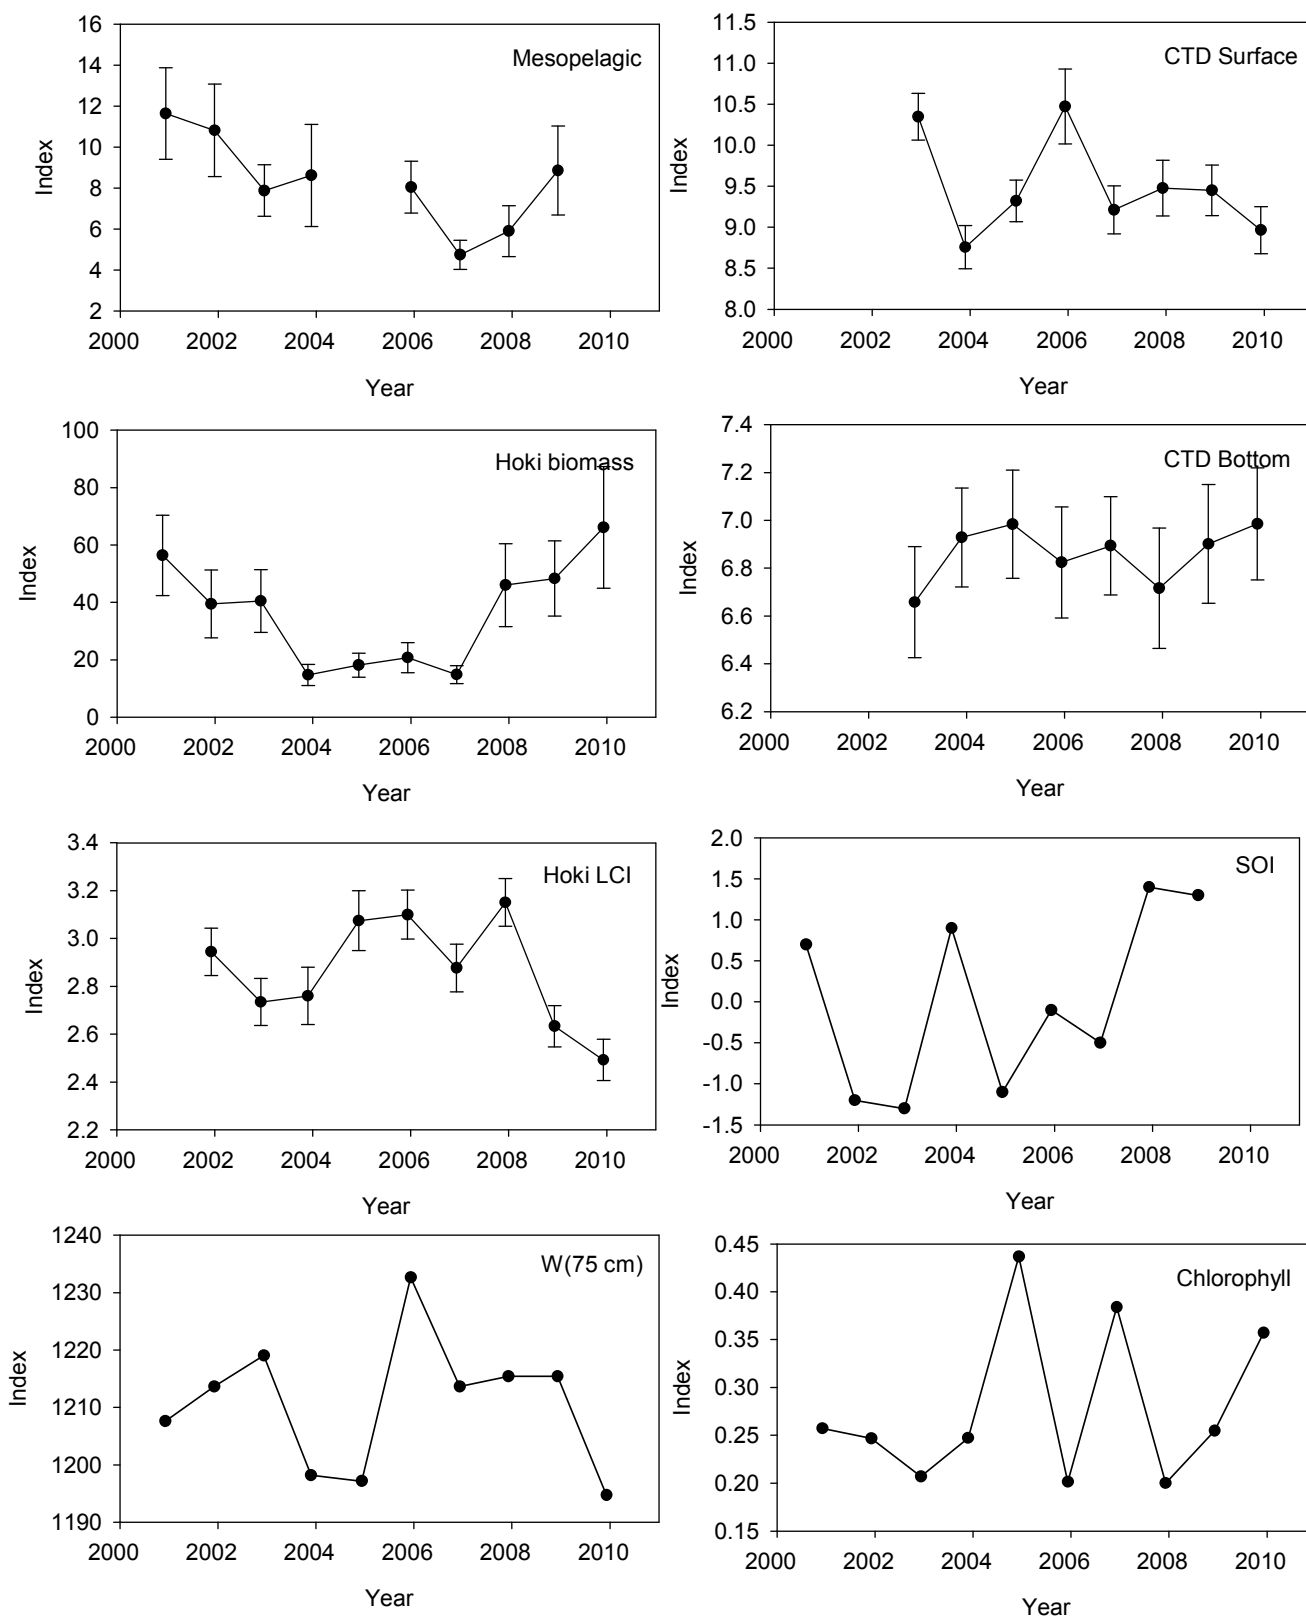 Mesopelagic
16
14
12
10
8
6
4
2
Index
2000 2002 2004 2006 2008 2010
Year
CTD Surface
11.5
11.0
10.5
10.0
9.5
9.0
8.5
8.0
Index
2000 2002 2004 2006 2008 2010
Year
Hoki biomass
100
80
60
40
20
0
Index
2000 2002 2004 2006 2008 2010
Year
CTD Bottom
7.4
7.2
7.0
6.8
6.6
6.4
6.2
Index
2000 2002 2004 2006 2008 2010
Year
Hoki LCI
3.4
3.2
3.0
2.8
2.6
2.4
2.2
Index
2000 2002 2004 2006 2008 2010
Year
SOI
2.0
1.5
1.0
0.5
0.0
-0.5
-1.0
-1.5
Index
2000 2002 2004 2006 2008 2010
Year
W(75 cm)
1240
1230
1220
1210
1200
1190
Index
2000 2002 2004 2006 2008 2010
Year
Chlorophyll
0.45
0.40
0.35
0.30
0.25
0.20
0.15
Index
2000 2002 2004 2006 2008 2010
Year